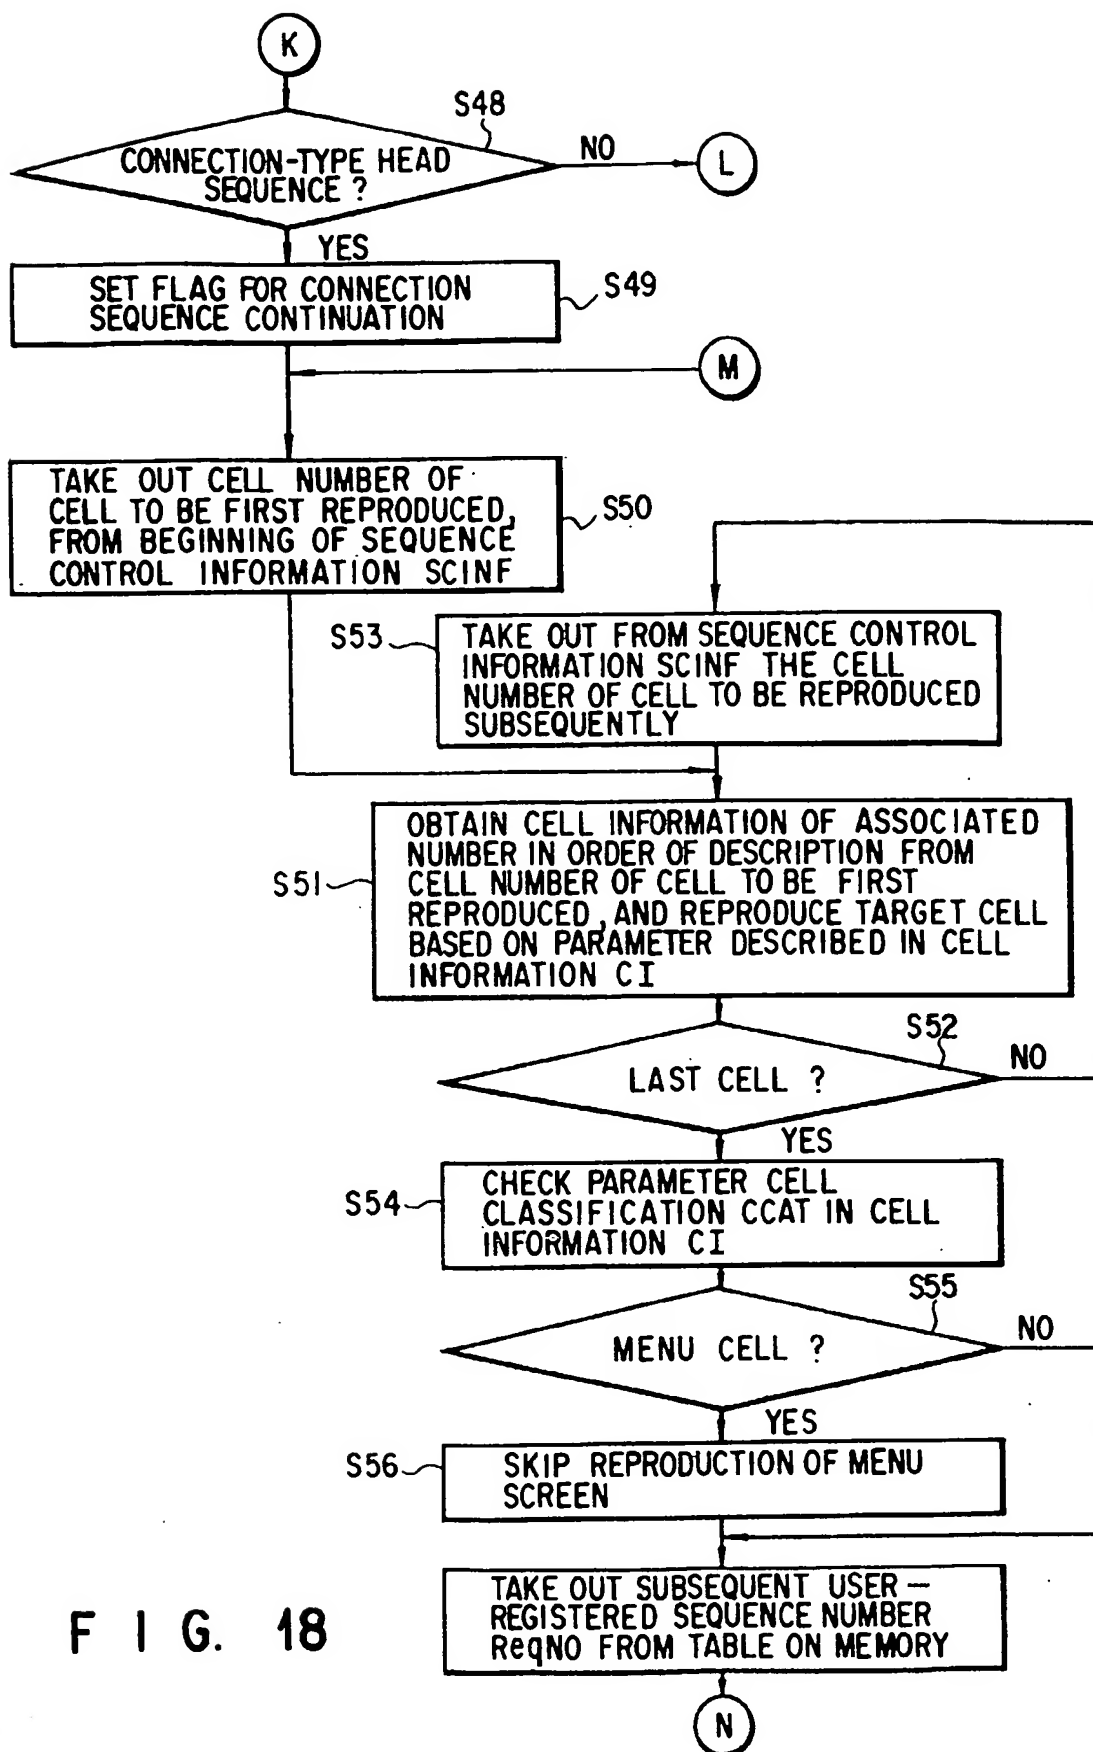 K
S48
CONNECTION-TYPE HEAD
SEQUENCE ?
NO
L
YES
SET FLAG FOR CONNECTION
SEQUENCE CONTINUATION
S49
M
TAKE OUT CELL NUMBER OF
CELL TO BE FIRST REPRODUCED,
FROM BEGINNING OF SEQUENCE
CONTROL INFORMATION SCINF
S50
S53
TAKE OUT FROM SEQUENCE CONTROL
INFORMATION SCINF THE CELL
NUMBER OF CELL TO BE REPRODUCED
SUBSEQUENTLY
S51
OBTAIN CELL INFORMATION OF ASSOCIATED
NUMBER IN ORDER OF DESCRIPTION FROM
CELL NUMBER OF CELL TO BE FIRST
REPRODUCED, AND REPRODUCE TARGET CELL
BASED ON PARAMETER DESCRIBED IN CELL
INFORMATION CI
S52
LAST CELL ?
NO
YES
S54
CHECK PARAMETER CELL
CLASSIFICATION CCAT IN CELL
INFORMATION CI
S55
MENU CELL ?
NO
YES
S56
SKIP REPRODUCTION OF MENU
SCREEN
TAKE OUT SUBSEQUENT USER-
REGISTERED SEQUENCE NUMBER
ReqNO FROM TABLE ON MEMORY
N
FIG. 18